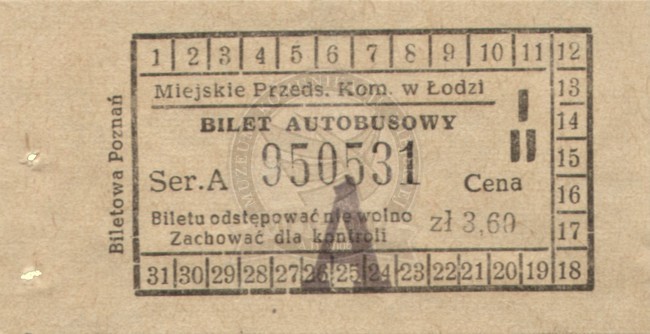 1 2 3 4 5 6 7 8 9 10 11 12
Miejskie Przeds. Kom. w Łodzi
13
I
BILET AUTOBUSOWY
14
II
15
Ser. A 950531
Cena
16
Biletu odstępować nie wolno
zł 3,60
17
Zachować dla kontroli
31 30 29 28 27 26 25 24 23 22 21 20 19 18
A
Biletowa Poznań